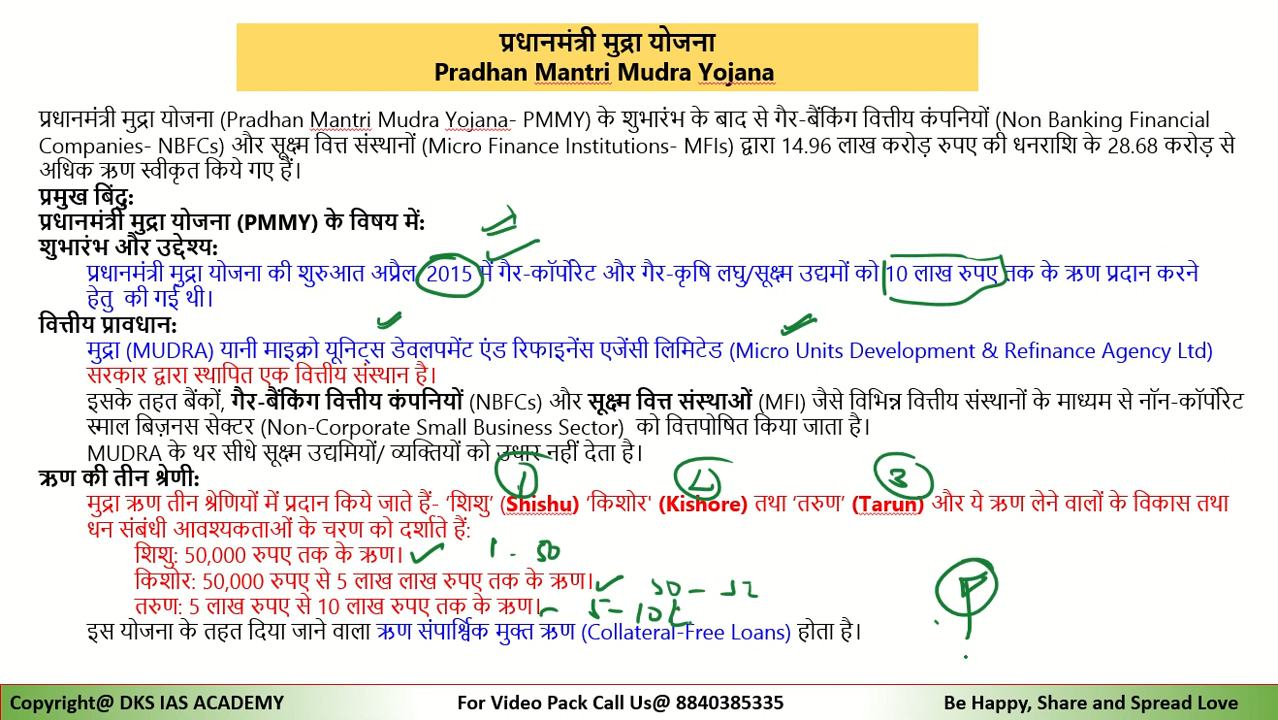 प्रधानमंत्री मुद्रा योजना
Pradhan Mantri Mudra Yojana
प्रधानमंत्री मुद्रा योजना (Pradhan Mantri Mudra Yojana- PMMY) के शुभारंभ के बाद से गैर-बैंकिंग वित्तीय कंपनियों (Non Banking Financial
Companies- NBFCs) और सूक्ष्म वित्त संस्थानों (Micro Finance Institutions- MFIs) द्वारा 14.96 लाख करोड़ रुपए की धनराशि के 28.68 करोड़ से
अधिक ऋण स्वीकृत किये गए हैं।
प्रमुख बिंदु:
प्रधानमंत्री मुद्रा योजना (PMMY) के विषय में:
शुभारंभ और उद्देश्य:
प्रधानमंत्री मुद्रा योजना की शुरुआत अप्रैल 2015 में गैर-कॉर्पोरेट और गैर-कृषि लघु/सूक्ष्म उद्यमों को 10 लाख रुपए तक के ऋण प्रदान करने
हेतु की गई थी।
वित्तीय प्रावधान:
मुद्रा (MUDRA) यानी माइक्रो यूनिट्स डेवलपमेंट एंड रिफाइनेंस एजेंसी लिमिटेड (Micro Units Development & Refinance Agency Ltd)
सरकार द्वारा स्थापित एक वित्तीय संस्थान है।
इसके तहत बैंकों, गैर-बैंकिंग वित्तीय कंपनियों (NBFCs) और सूक्ष्म वित्त संस्थाओं (MFI) जैसे विभिन्न वित्तीय संस्थानों के माध्यम से नॉन-कॉर्पोरेट
स्माल बिज़नस सेक्टर (Non-Corporate Small Business Sector) को वित्तपोषित किया जाता है।
MUDRA के थर सीधे सूक्ष्म उद्यमियों/ व्यक्तियों को उधार नहीं देता है।
ऋण की तीन श्रेणी:
1 2 3
मुद्रा ऋण तीन श्रेणियों में प्रदान किये जाते हैं- ‘शिशु’ (Shishu) ‘किशोर' (Kishore) तथा ‘तरुण’ (Tarun) और ये ऋण लेने वालों के विकास तथा
धन संबंधी आवश्यकताओं के चरण को दर्शाते हैं:
शिशु: 50,000 रुपए तक के ऋण। 1 - 50
किशोर: 50,000 रुपए से 5 लाख लाख रुपए तक के ऋण। 50 -
तरुण: 5 लाख रुपए से 10 लाख रुपए तक के ऋण। 5 - 10
इस योजना के तहत दिया जाने वाला ऋण संपार्श्विक मुक्त ऋण (Collateral-Free Loans) होता है।
Copyright@ DKS IAS ACADEMY
For Video Pack Call Us@ 8840385335
Be Happy, Share and Spread Love